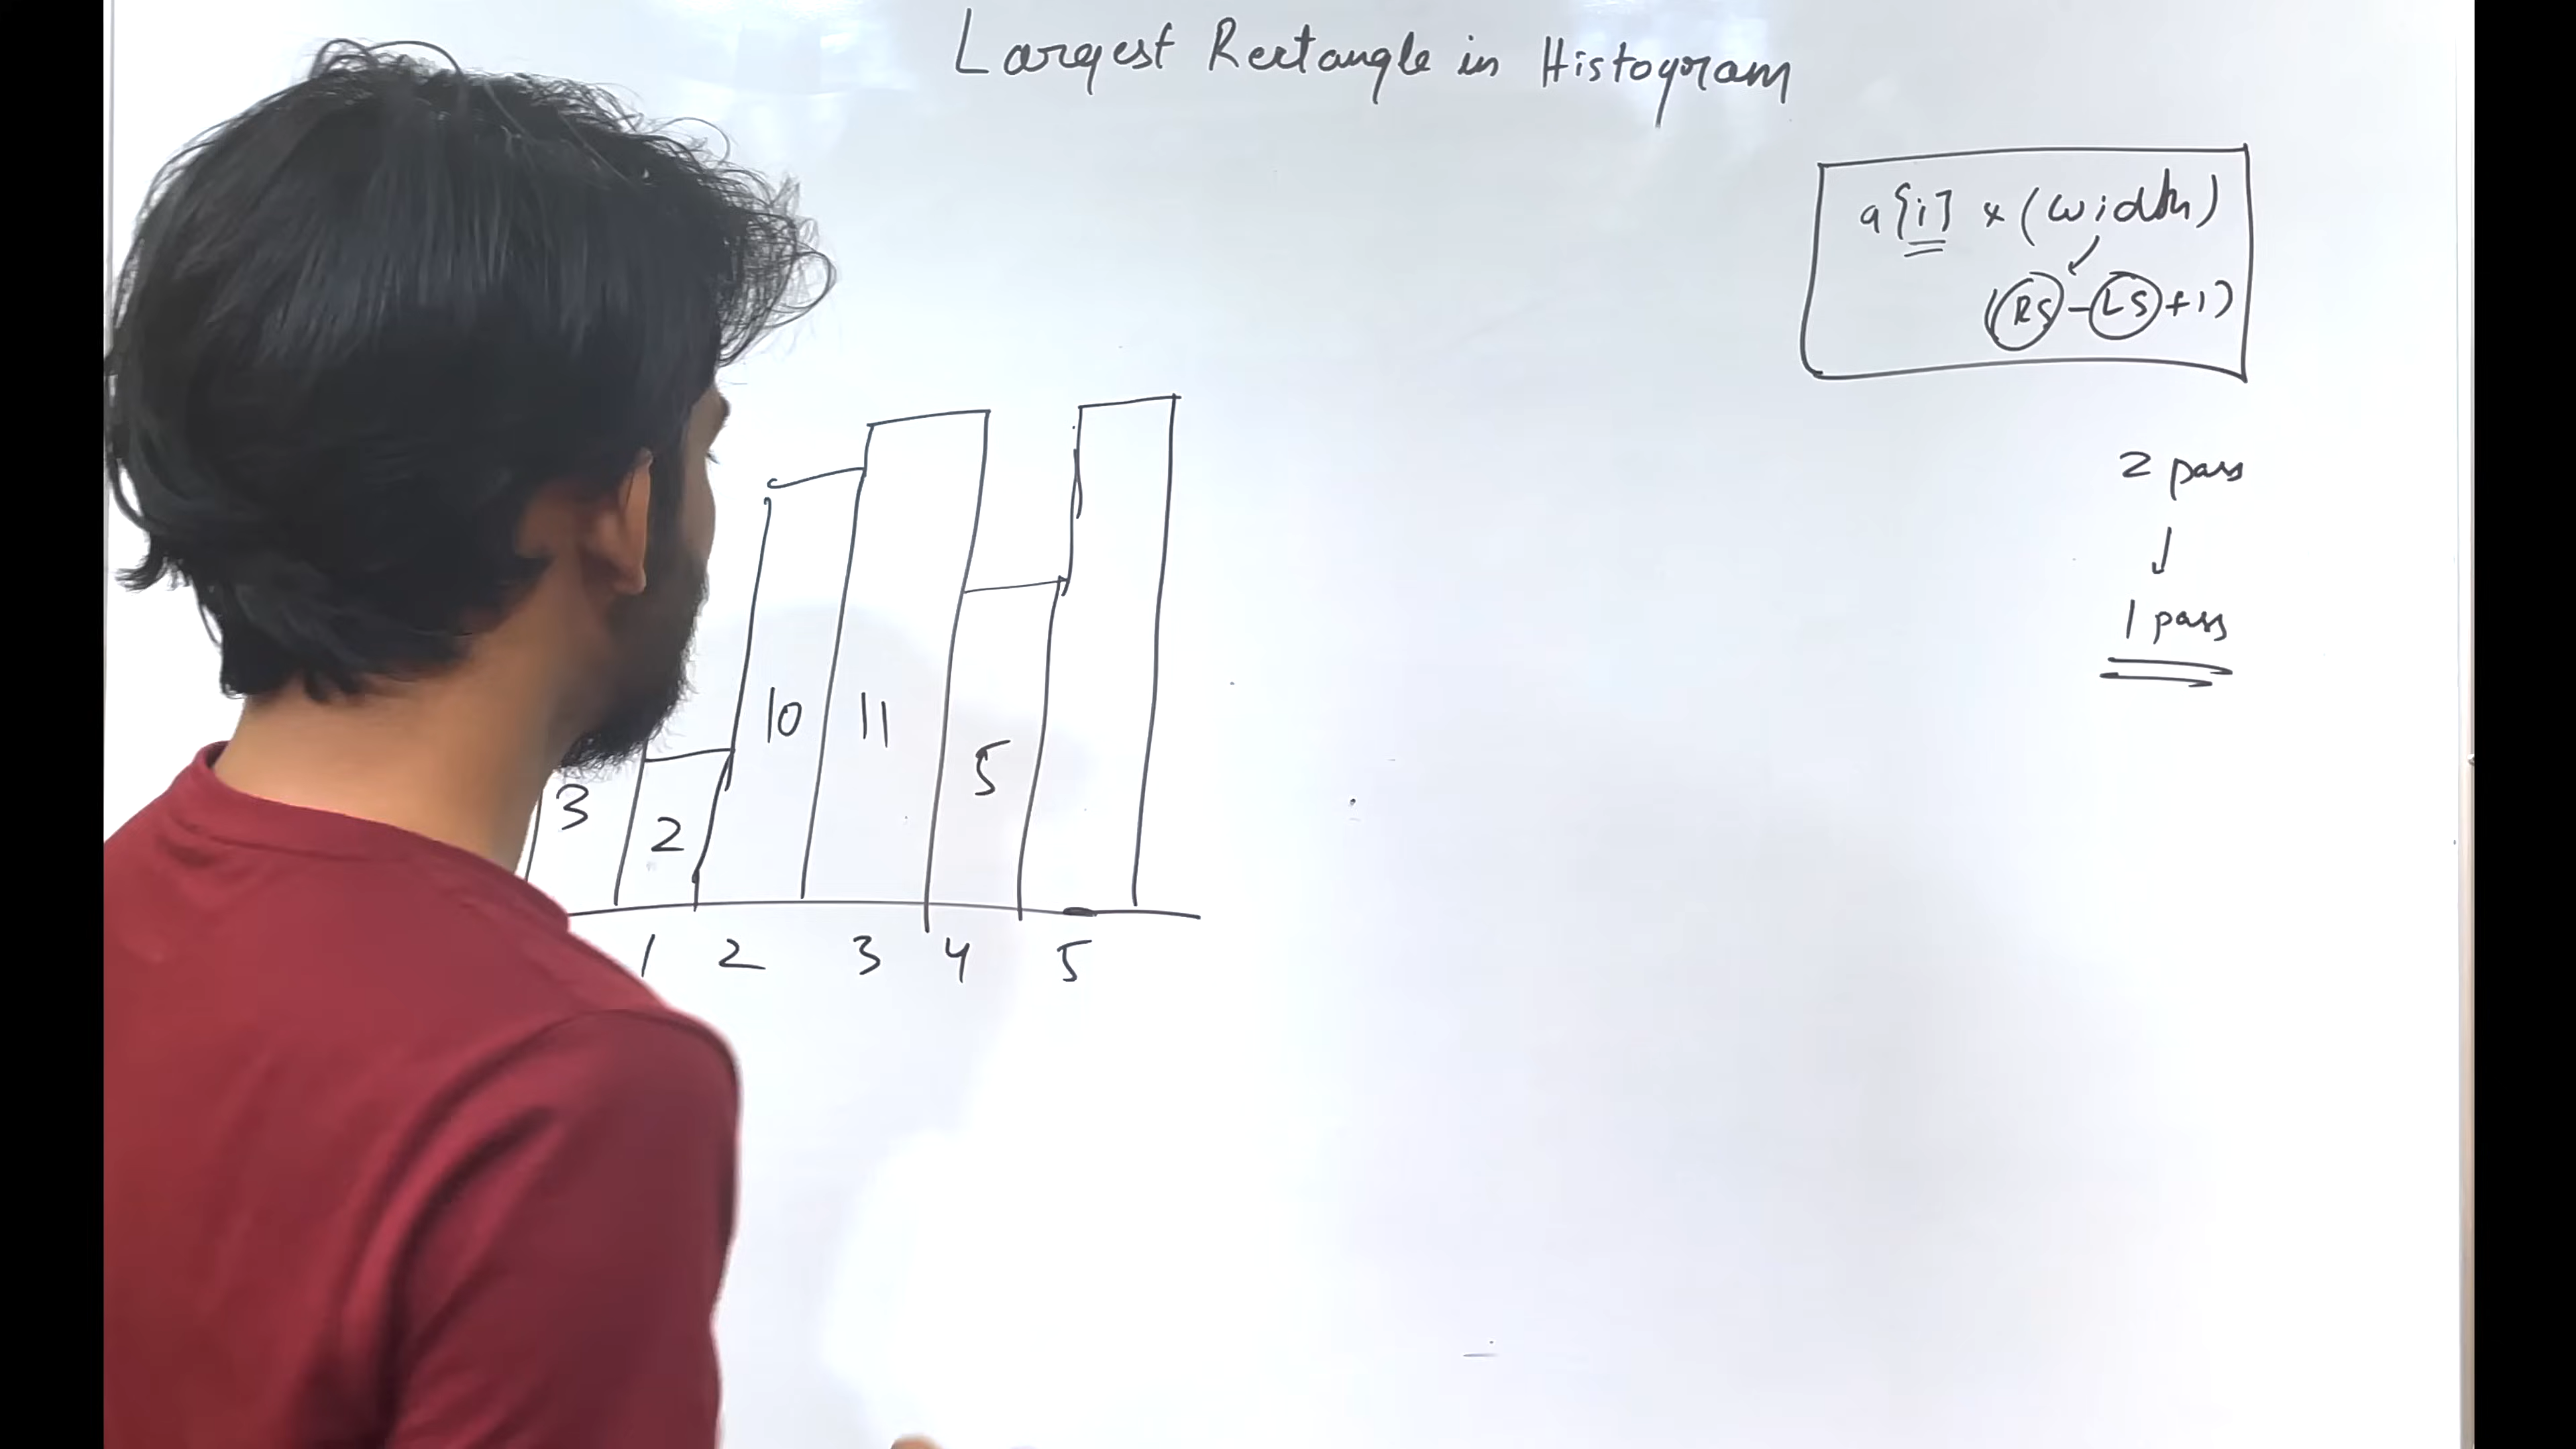 Largest Rectangle in Histogram
a[i] * (width)
(RS - LS + 1)
2 pass
↓
1 pass
3 2 10 11 5
1 2 3 4 5